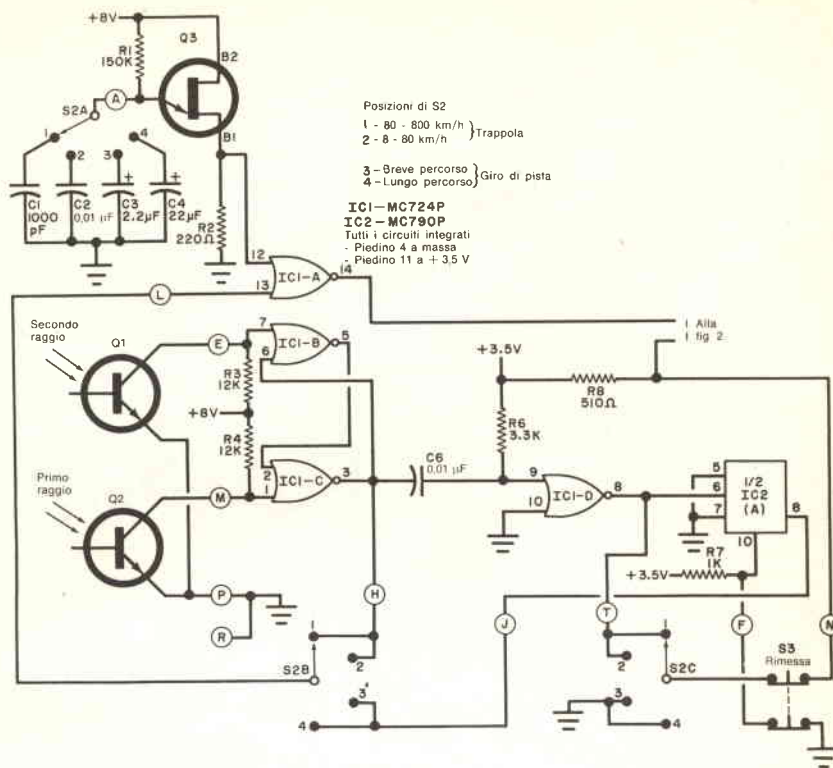 +8V
R1
150K
Q3
B2
B1
S2A
A
1
2
3
4
C1
1000
pF
C2
0,01 µF
C3
2.2µF
C4
22µF
R2
220Ω
Posizioni di S2
1 - 80 - 800 km/h
2 - 8 - 80 km/h
Trappola
3 - Breve percorso
4 - Lungo percorso
Giro di pista
IC1—MC724P
IC2—MC790P
Tutti i circuiti integrati
- Piedino 4 a massa
- Piedino 11 a + 3,5 V
12
13
IC1-A
14
L
Alla
fig 2
Secondo
raggio
Q1
E
7
6
IC1-B
5
R3
12K
+8V
R4
12K
Primo
raggio
Q2
M
2
1
IC1-C
3
P
R
+3.5V
R8
510Ω
R6
3.3K
C6
0,01 µF
9
10
IC1-D
8
5
6
7
1/2
IC2
(A)
8
10
R7
1K
+3.5V
H
J
T
F
N
S2B
1
2
3'
4
S2C
1
2
3
4
S3
Rimessa